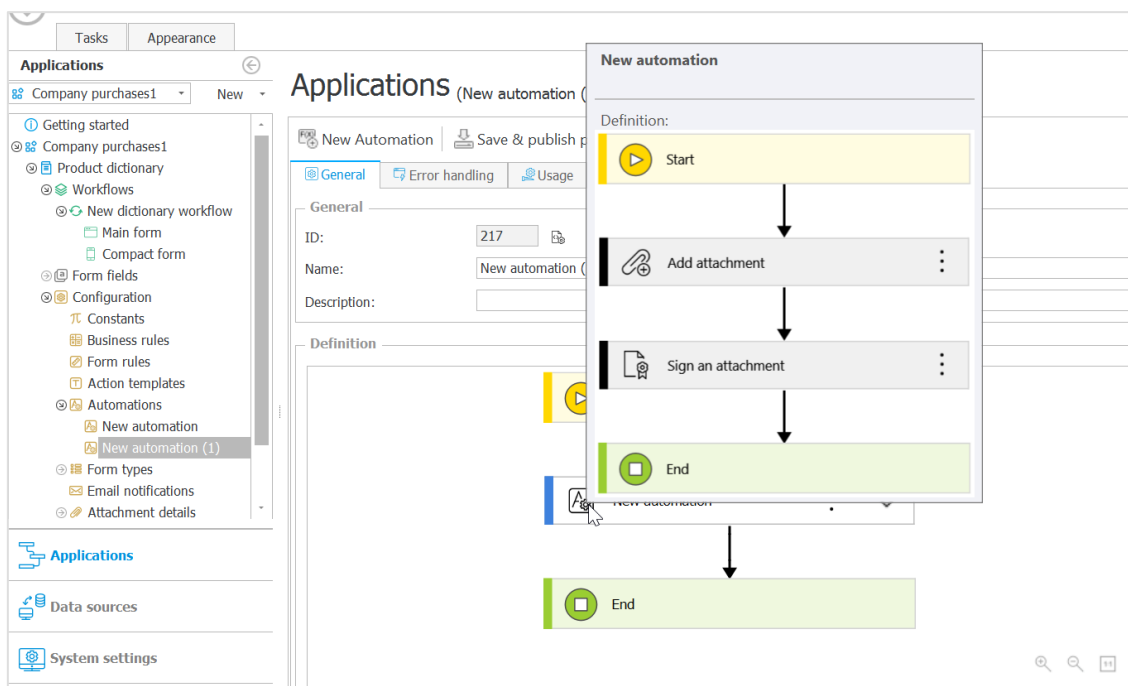 Tasks
Appearance
Applications
Company purchases1
New
Getting started
Company purchases1
Product dictionary
Workflows
New dictionary workflow
Main form
Compact form
Form fields
Configuration
Constants
Business rules
Form rules
Action templates
Automations
New automation
New automation (1)
Form types
Email notifications
Attachment details
Applications
Data sources
System settings
Applications (New automation (
New Automation
Save & publish p
General
Error handling
Usage
General
ID:
217
Name:
New automation (
Description:
Definition
New automation
End
New automation
Definition:
Start
Add attachment
Sign an attachment
End